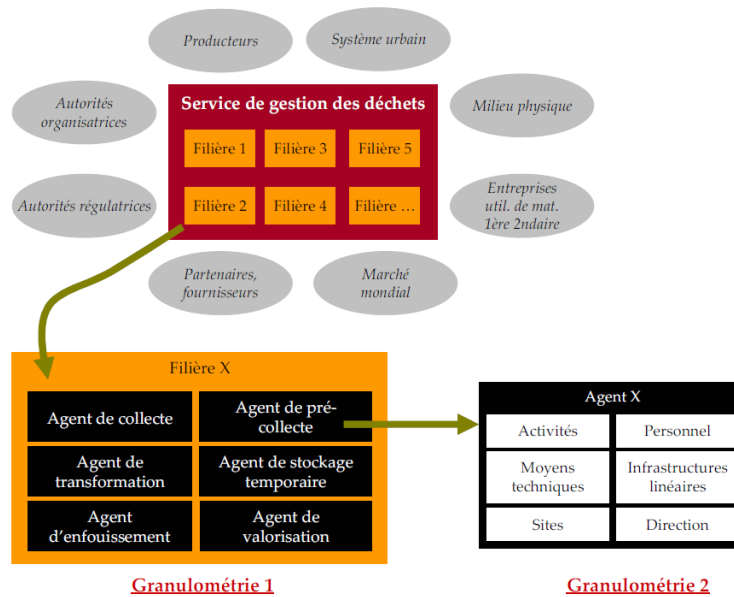 Producteurs
Système urbain
Autorités
organisatrices
Service de gestion des déchets
Milieu physique
Filière 1
Filière 3
Filière 5
Autorités régulatrices
Filière 2
Filière 4
Filière …
Entreprises
util. de mat.
1ère 2ndaire
Partenaires,
fournisseurs
Marché
mondial
Filière X
Agent de collecte
Agent de pré-
collecte
Agent de
transformation
Agent de stockage
temporaire
Agent
d'enfouissement
Agent de
valorisation
Agent X
Activités
Personnel
Moyens
techniques
Infrastructures
linéaires
Sites
Direction
Granulométrie 1
Granulométrie 2